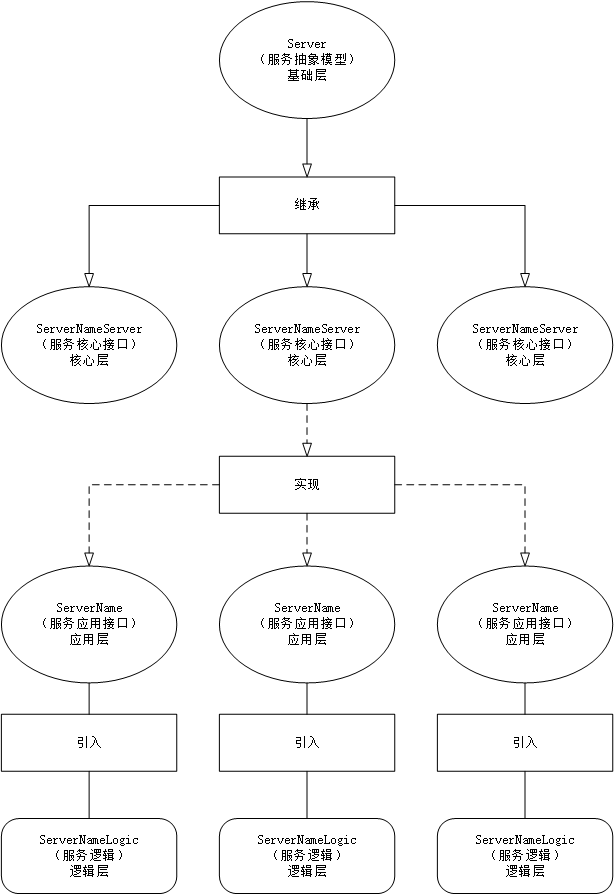 Server
（服务抽象模型）
基础层
继承
ServerNameServer
（服务核心接口）
核心层
ServerNameServer
（服务核心接口）
核心层
ServerNameServer
（服务核心接口）
核心层
实现
ServerName
（服务应用接口）
应用层
ServerName
（服务应用接口）
应用层
ServerName
（服务应用接口）
应用层
引入
引入
引入
ServerNameLogic
（服务逻辑）
逻辑层
ServerNameLogic
（服务逻辑）
逻辑层
ServerNameLogic
（服务逻辑）
逻辑层